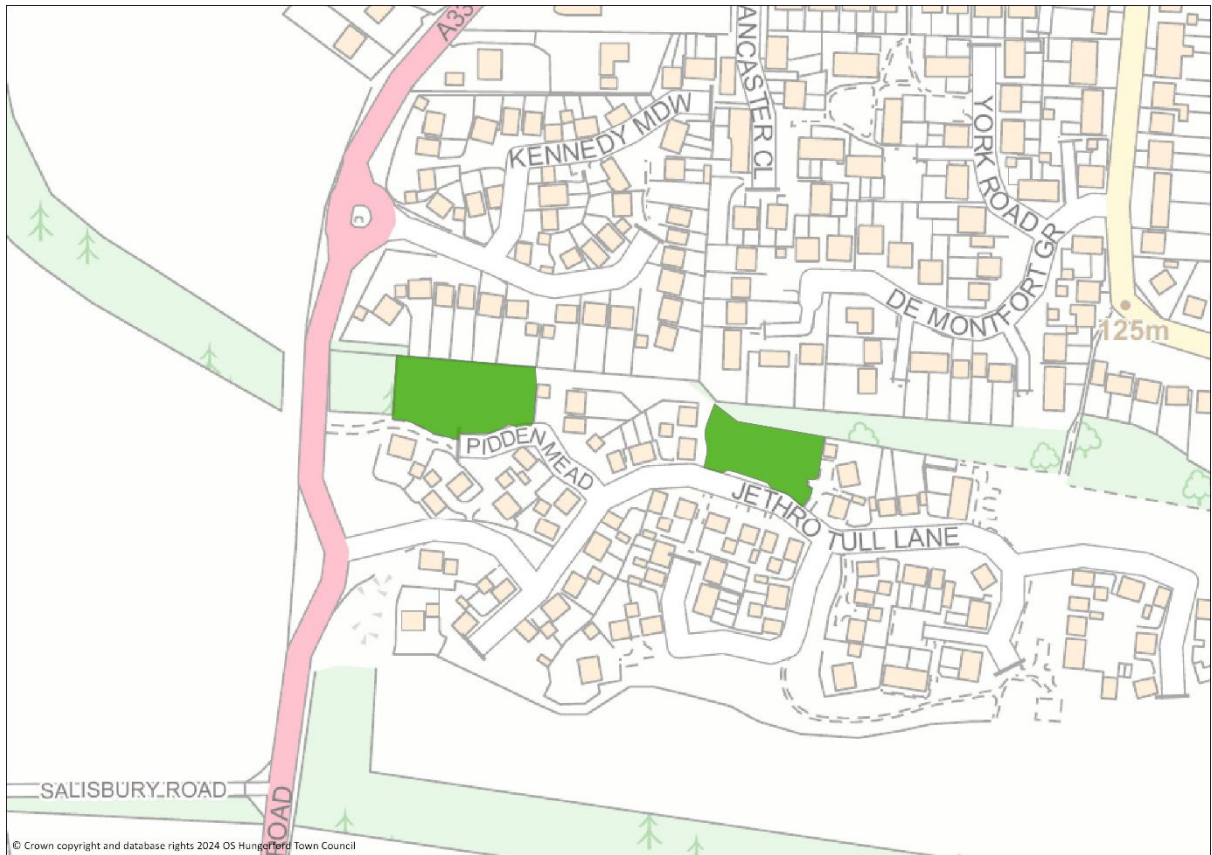 A33
ANCASTER CL
KENNEDY MDW
YORK ROAD
DE MONTFORT GR
125m
PIDDEN MEAD
JETHRO TULL LANE
SALISBURY ROAD
ROAD
© Crown copyright and database rights 2024 OS Hungerford Town Council